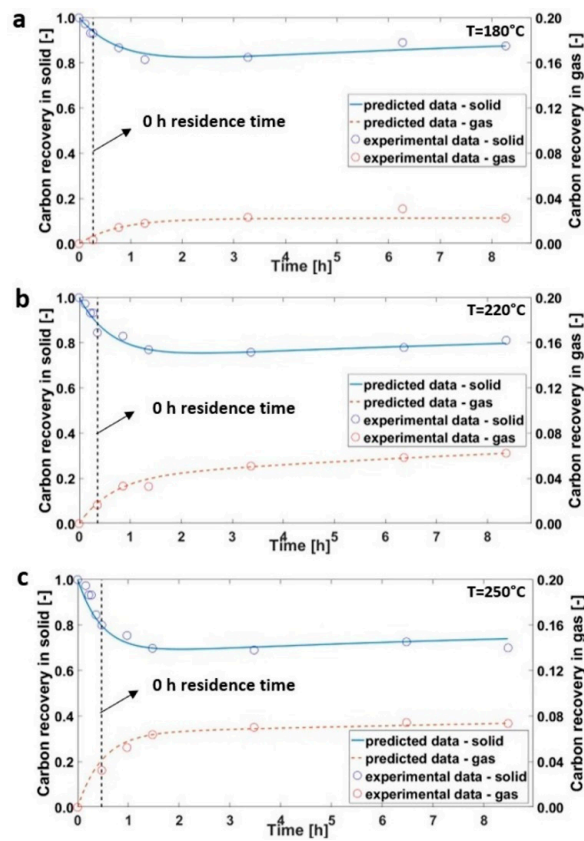 a
T=180°C
Carbon recovery in solid [-]
Carbon recovery in gas [-]
1.0
0.8
0.6
0.4
0.2
0.0
0.20
0.16
0.12
0.08
0.04
0.00
0 h residence time
predicted data - solid
predicted data - gas
experimental data - solid
experimental data - gas
0 1 2 3 4 5 6 7 8
Time [h]
b
T=220°C
Carbon recovery in solid [-]
Carbon recovery in gas [-]
1.0
0.8
0.6
0.4
0.2
0.0
0.20
0.16
0.12
0.08
0.04
0.00
0 h residence time
predicted data - solid
predicted data - gas
experimental data - solid
experimental data - gas
0 1 2 3 4 5 6 7 8
Time [h]
c
T=250°C
Carbon recovery in solid [-]
Carbon recovery in gas [-]
1.0
0.8
0.6
0.4
0.2
0.0
0.20
0.16
0.12
0.08
0.04
0.00
0 h residence time
predicted data - solid
predicted data - gas
experimental data - solid
experimental data - gas
0 1 2 3 4 5 6 7 8
Time [h]